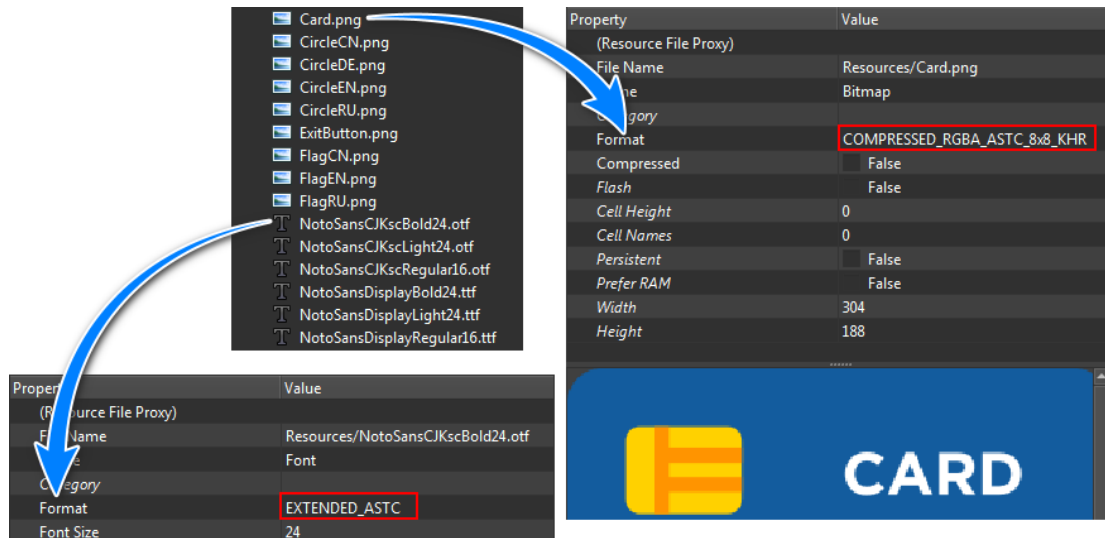 Card.png
CircleCN.png
CircleDE.png
CircleEN.png
CircleRU.png
ExitButton.png
FlagCN.png
FlagEN.png
FlagRU.png
NotoSansCJKscBold24.otf
NotoSansCJKscLight24.otf
NotoSansCJKscRegular16.otf
NotoSansDisplayBold24.ttf
NotoSansDisplayLight24.ttf
NotoSansDisplayRegular16.ttf
Property Value
(Resource File Proxy)
File Name Resources/Card.png
Bitmap
Format COMPRESSED_RGBA_ASTC_8x8_KHR
Compressed False
Flash False
Cell Height 0
Cell Names 0
Persistent False
Prefer RAM False
Width 304
Height 188
CARD
Value
File Proxy)
Name Resources/NotoSansCJKscBold24.otf
Font
Format EXTENDED_ASTC
Font Size 24